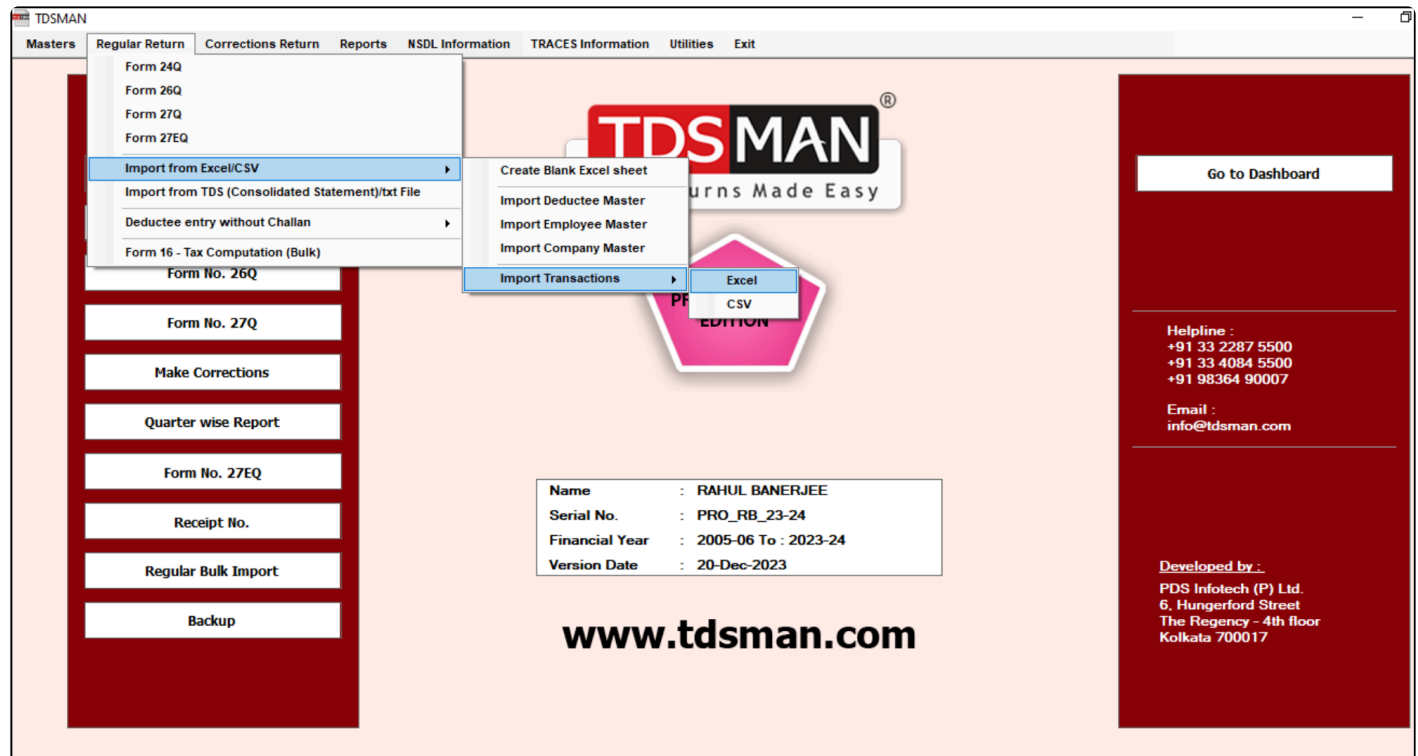 TDSMAN
Masters Regular Return Corrections Return Reports NSDL Information TRACES Information Utilities Exit
Form 24Q
Form 26Q
Form 27Q
Form 27EQ
Import from Excel/CSV
Import from TDS (Consolidated Statement)/txt File
Deductee entry without Challan
Form 16 - Tax Computation (Bulk)
Create Blank Excel sheet
Import Deductee Master
Import Employee Master
Import Company Master
Import Transactions
Excel
CSV
TDSMAN®
urns Made Easy
EDITION
Form No. 26Q
Form No. 27Q
Make Corrections
Quarter wise Report
Form No. 27EQ
Receipt No.
Regular Bulk Import
Backup
Name : RAHUL BANERJEE
Serial No. : PRO_RB_23-24
Financial Year : 2005-06 To : 2023-24
Version Date : 20-Dec-2023
www.tdsman.com
Go to Dashboard
Helpline :
+91 33 2287 5500
+91 33 4084 5500
+91 98364 90007
Email :
info@tdsman.com
Developed by :
PDS Infotech (P) Ltd.
6, Hungerford Street
The Regency - 4th floor
Kolkata 700017